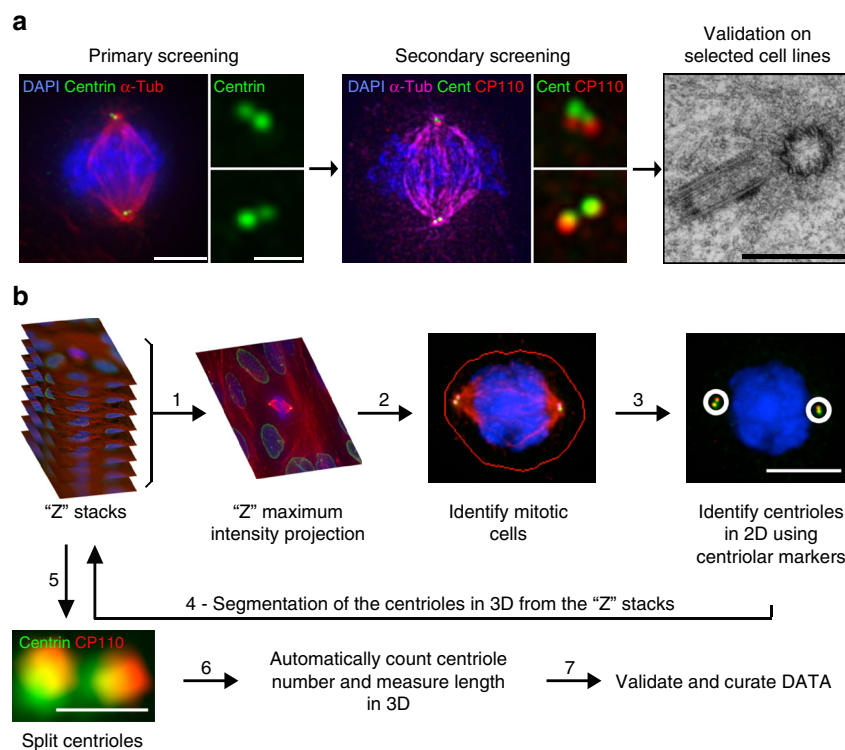 a
Primary screening
Secondary screening
Validation on
selected cell lines
DAPI Centrin α-Tub
Centrin
DAPI α-Tub Cent CP110
Cent CP110
b
1
2
3
"Z" stacks
"Z" maximum
intensity projection
Identify mitotic
cells
Identify centrioles
in 2D using
centriolar markers
5
4 - Segmentation of the centrioles in 3D from the "Z" stacks
Centrin CP110
6
Automatically count centriole
number and measure length
in 3D
7
Validate and curate DATA
Split centrioles